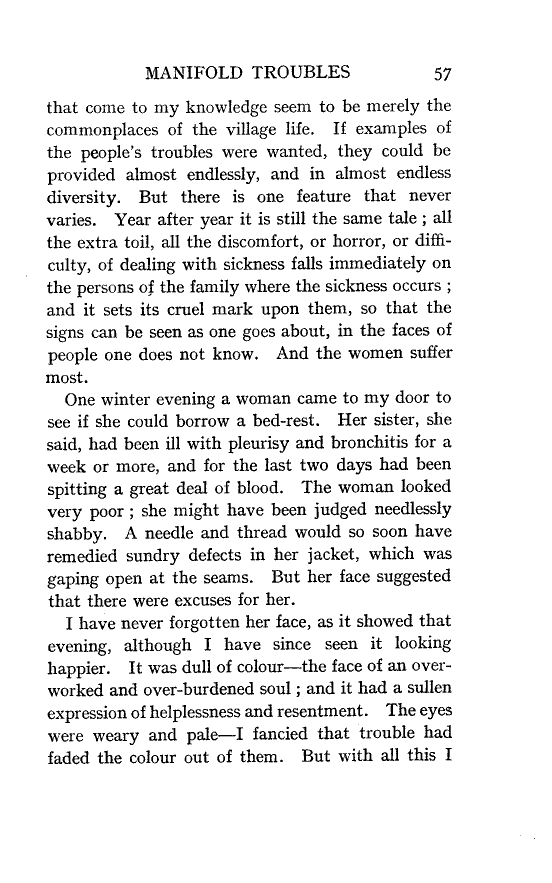 MANIFOLD TROUBLES 57
that come to my knowledge seem to be merely the
commonplaces of the village life. If examples of
the people's troubles were wanted, they could be
provided almost endlessly, and in almost endless
diversity. But there is one feature that never
varies. Year after year it is still the same tale ; all
the extra toil, all the discomfort, or horror, or diffi-
culty, of dealing with sickness falls immediately on
the persons of the family where the sickness occurs ;
and it sets its cruel mark upon them, so that the
signs can be seen as one goes about, in the faces of
people one does not know. And the women suffer
most.
One winter evening a woman came to my door to
see if she could borrow a bed-rest. Her sister, she
said, had been ill with pleurisy and bronchitis for a
week or more, and for the last two days had been
spitting a great deal of blood. The woman looked
very poor ; she might have been judged needlessly
shabby. A needle and thread would so soon have
remedied sundry defects in her jacket, which was
gaping open at the seams. But her face suggested
that there were excuses for her.
I have never forgotten her face, as it showed that
evening, although I have since seen it looking
happier. It was dull of colour—the face of an over-
worked and over-burdened soul ; and it had a sullen
expression of helplessness and resentment. The eyes
were weary and pale—I fancied that trouble had
faded the colour out of them. But with all this I